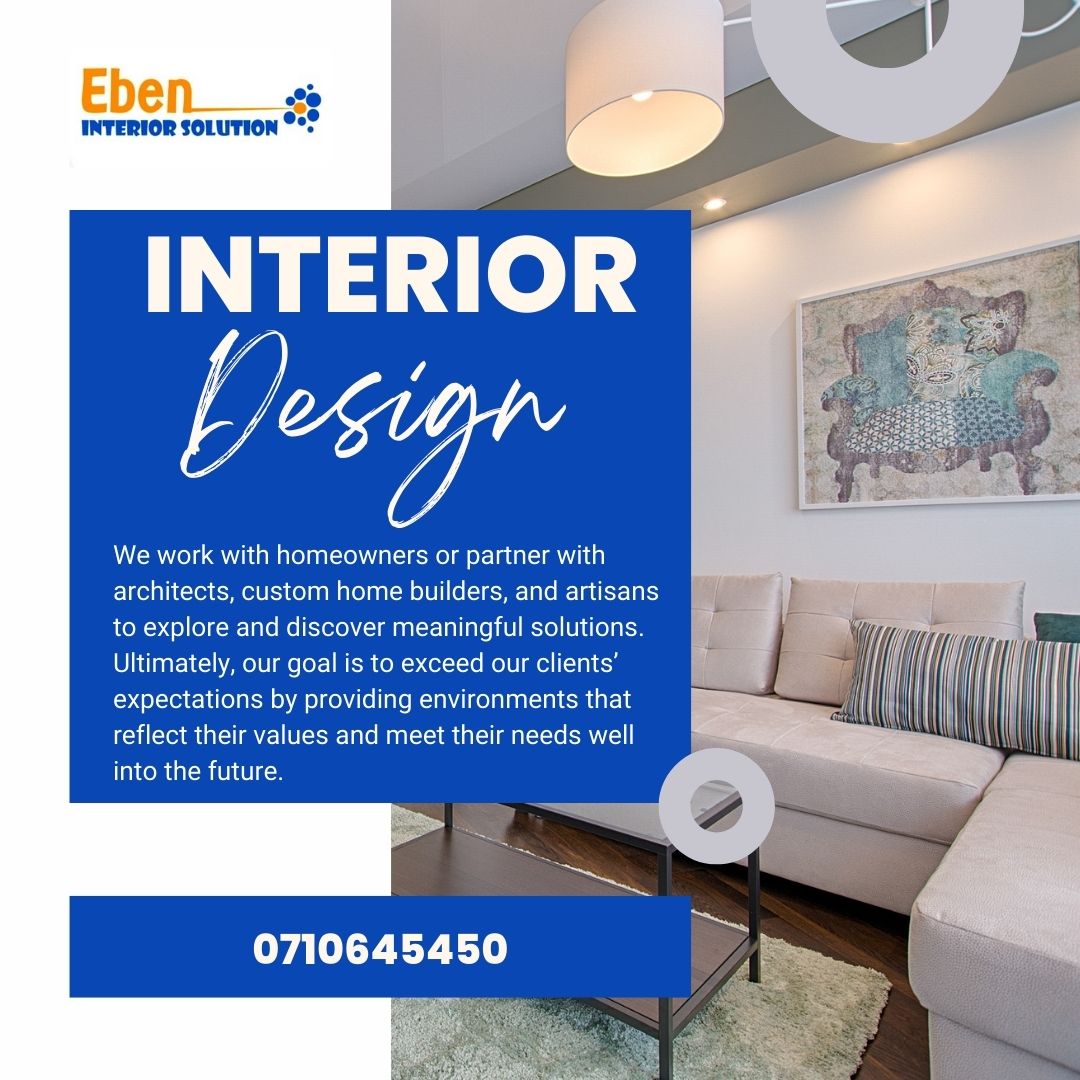 Eben
INTERIOR SOLUTION
INTERIOR
Design
We work with homeowners or partner with
architects, custom home builders, and artisans
to explore and discover meaningful solutions.
Ultimately, our goal is to exceed our clients’
expectations by providing environments that
reflect their values and meet their needs well
into the future.
0710645450